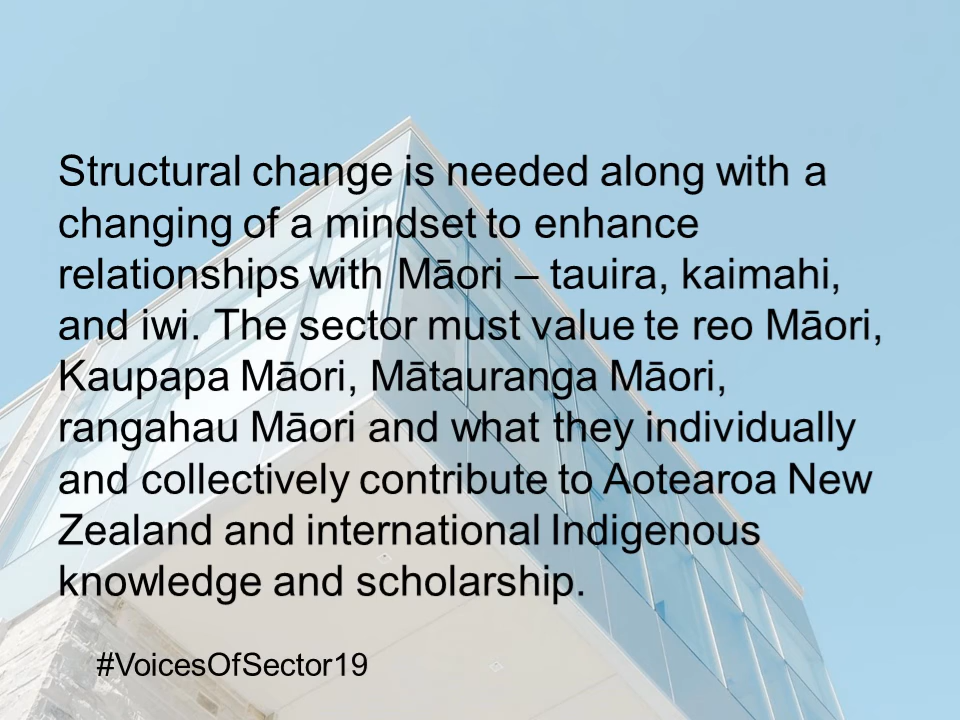 Structural change is needed along with a
changing of a mindset to enhance
relationships with Māori – tauira, kaimahi,
and iwi. The sector must value te reo Māori,
Kaupapa Māori, Mātauranga Māori,
rangahau Māori and what they individually
and collectively contribute to Aotearoa New
Zealand and international Indigenous
knowledge and scholarship.
#VoicesOfSector19